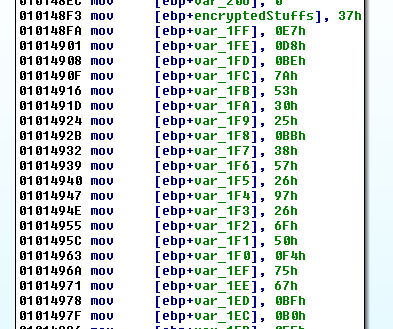 010148EC mov [ebp+var_200], 0
010148F3 mov [ebp+encryptedStuffs], 37h
010148FA mov [ebp+var_1FF], 0E7h
01014901 mov [ebp+var_1FE], 0D8h
01014908 mov [ebp+var_1FD], 0BEh
0101490F mov [ebp+var_1FC], 7Ah
01014916 mov [ebp+var_1FB], 53h
0101491D mov [ebp+var_1FA], 30h
01014924 mov [ebp+var_1F9], 25h
0101492B mov [ebp+var_1F8], 0BBh
01014932 mov [ebp+var_1F7], 38h
01014939 mov [ebp+var_1F6], 57h
01014940 mov [ebp+var_1F5], 26h
01014947 mov [ebp+var_1F4], 97h
0101494E mov [ebp+var_1F3], 26h
01014955 mov [ebp+var_1F2], 6Fh
0101495C mov [ebp+var_1F1], 50h
01014963 mov [ebp+var_1F0], 0F4h
0101496A mov [ebp+var_1EF], 75h
01014971 mov [ebp+var_1EE], 67h
01014978 mov [ebp+var_1ED], 0BFh
0101497F mov [ebp+var_1EC], 0B0h